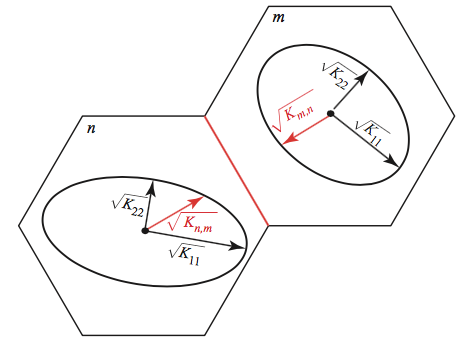 m
√K22
√Km,n
√K11
n
√K22
√Kn,m
√K11